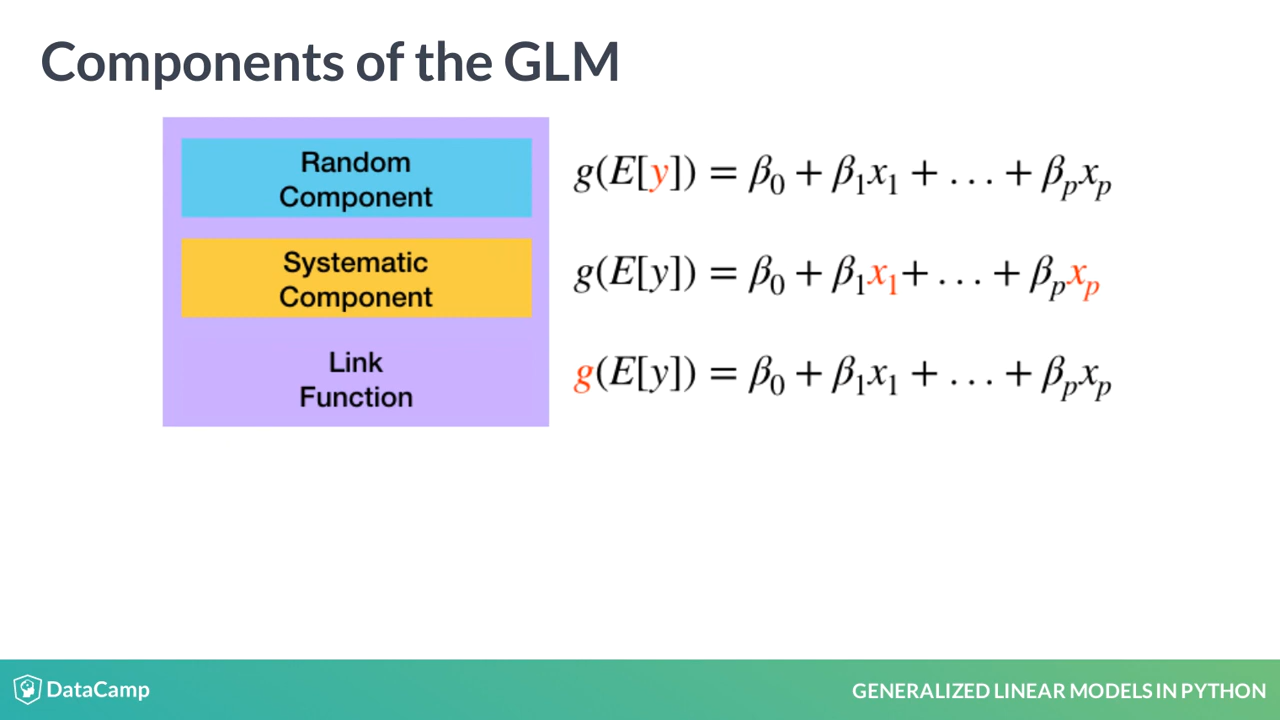 Components of the GLM
Random
Component
g(E[y]) = β₀ + β₁x₁ + . . . + βₚxₚ
Systematic
Component
g(E[y]) = β₀ + β₁x₁+ . . . + βₚxₚ
Link
Function
g(E[y]) = β₀ + β₁x₁ + . . . + βₚxₚ
DataCamp
GENERALIZED LINEAR MODELS IN PYTHON